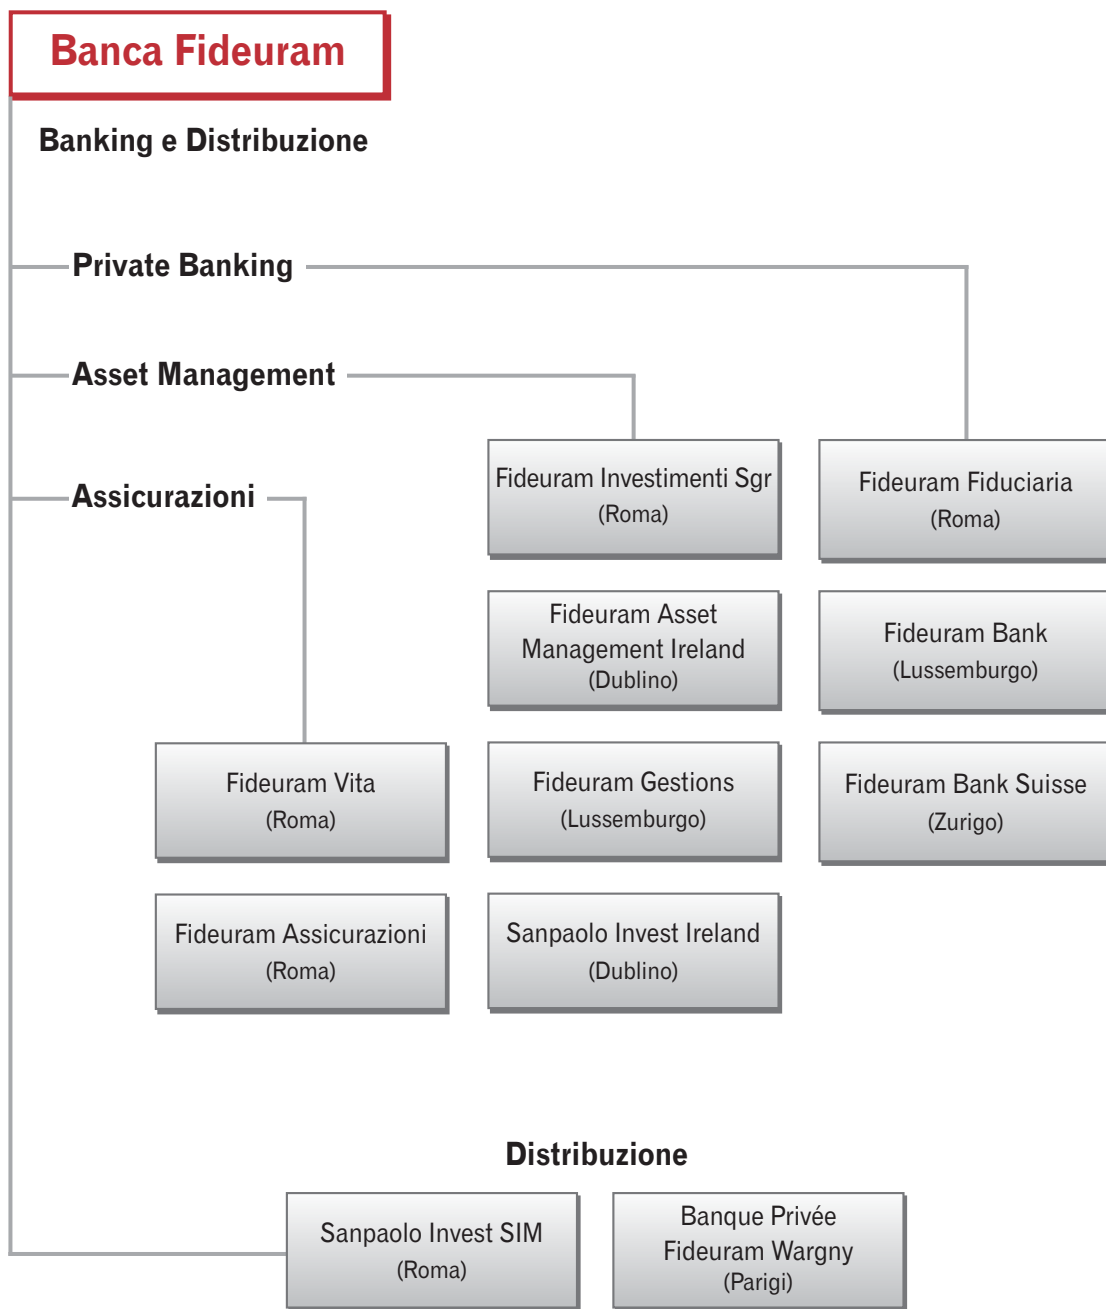 Banca Fideuram
Banking e Distribuzione
Private Banking
Asset Management
Assicurazioni
Fideuram Investimenti Sgr
(Roma)
Fideuram Fiduciaria
(Roma)
Fideuram Asset
Management Ireland
(Dublino)
Fideuram Bank
(Lussemburgo)
Fideuram Vita
(Roma)
Fideuram Gestions
(Lussemburgo)
Fideuram Bank Suisse
(Zurigo)
Fideuram Assicurazioni
(Roma)
Sanpaolo Invest Ireland
(Dublino)
Distribuzione
Sanpaolo Invest SIM
(Roma)
Banque Privée
Fideuram Wargny
(Parigi)